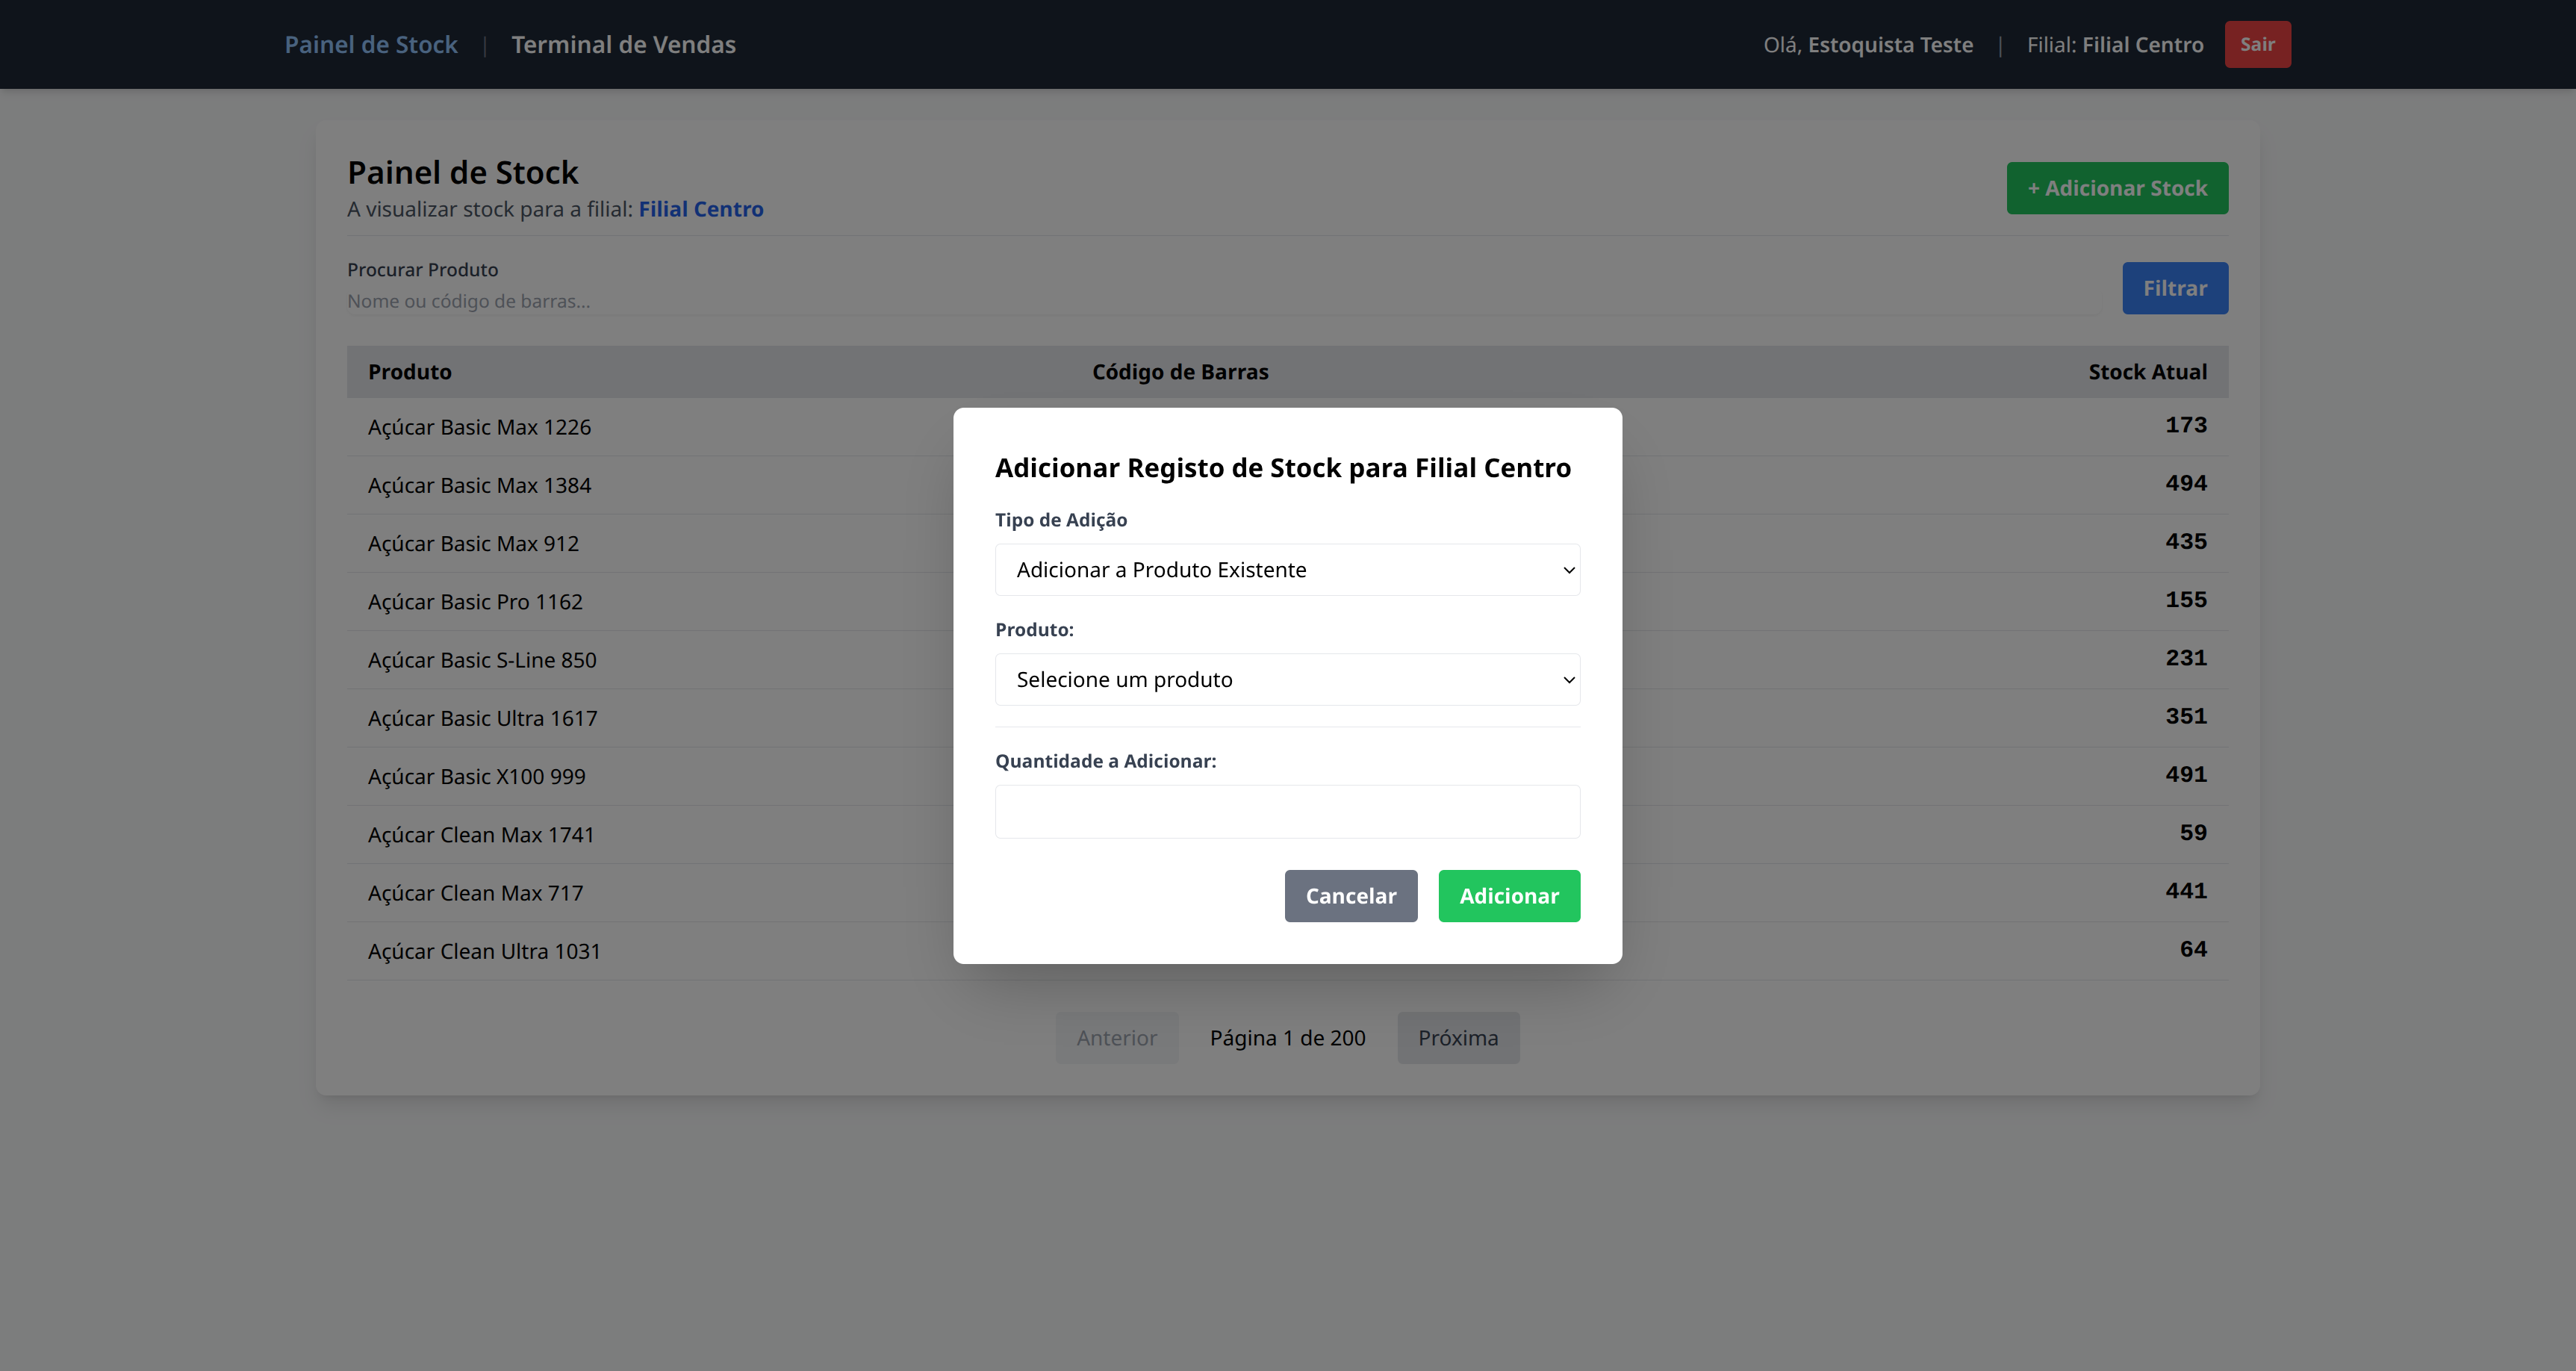 Painel de Stock | Terminal de Vendas
Olá, Estoquista Teste | Filial: Filial Centro Sair
Painel de Stock
A visualizar stock para a filial: Filial Centro
+ Adicionar Stock
Procurar Produto
Nome ou código de barras...
Filtrar
Produto Código de Barras Stock Atual
Açúcar Basic Max 1226 173
Açúcar Basic Max 1384 494
Açúcar Basic Max 912 435
Açúcar Basic Pro 1162 155
Açúcar Basic S-Line 850 231
Açúcar Basic Ultra 1617 351
Açúcar Basic X100 999 491
Açúcar Clean Max 1741 59
Açúcar Clean Max 717 441
Açúcar Clean Ultra 1031 64
Adicionar Registo de Stock para Filial Centro
Tipo de Adição
Adicionar a Produto Existente
Produto:
Selecione um produto
Quantidade a Adicionar:
Cancelar Adicionar
Anterior Página 1 de 200 Próxima